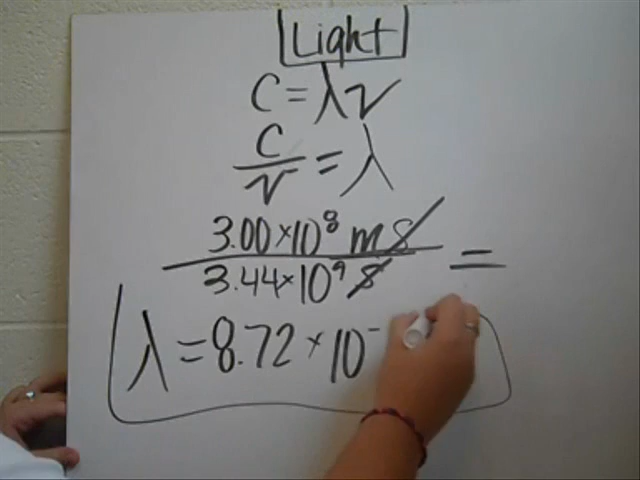 Light
C = λν
C/ν = λ
3.00×10⁸ m s
3.44×10⁹ s =
λ = 8.72 × 10⁻